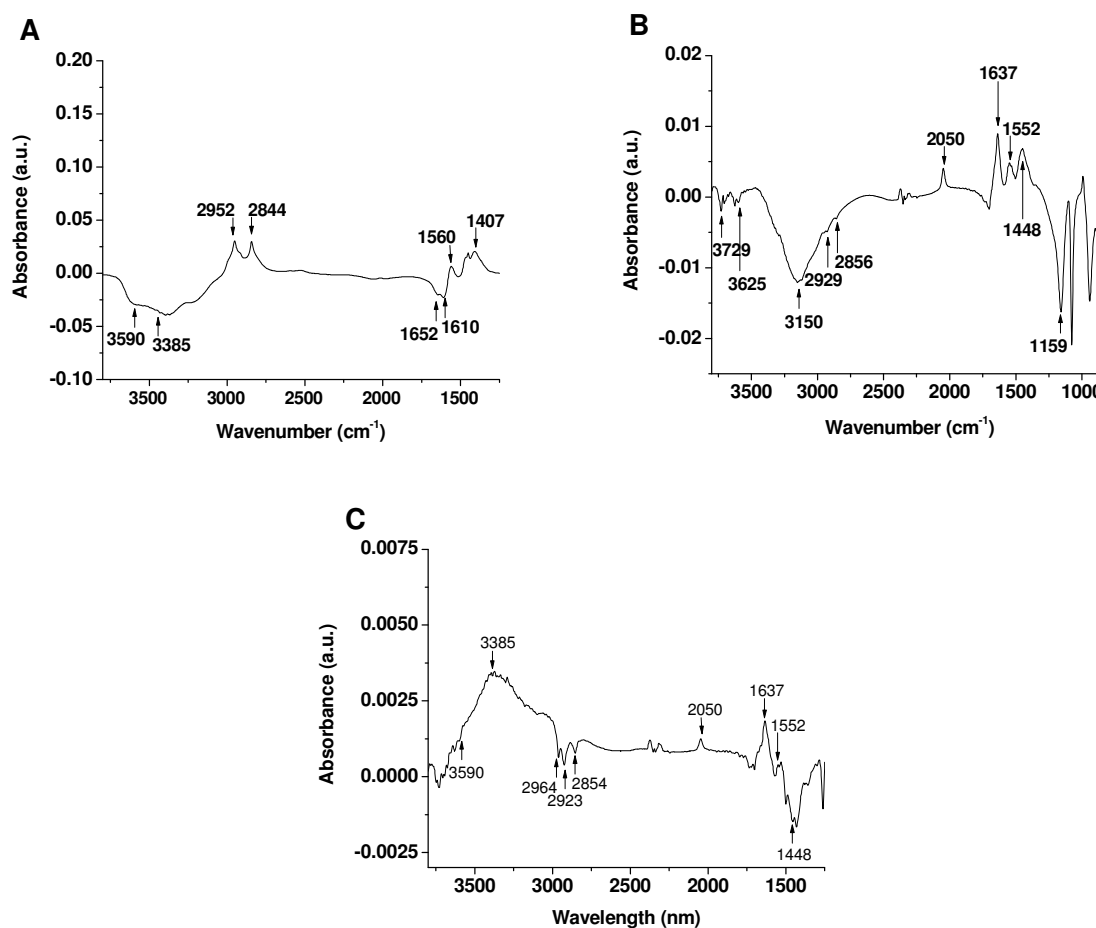 A
0.20
0.15
0.10
0.05
0.00
-0.05
-0.10
Absorbance (a.u.)
2952 2844
1560 1407
3590 3385
1652 1610
3500 3000 2500 2000 1500
Wavenumber (cm-1)
B
0.02
0.01
0.00
-0.01
-0.02
Absorbance (a.u.)
1637
2050 1552
3729 2929 2856 1448
3625
3150
1159
3500 3000 2500 2000 1500 1000
Wavenumber (cm-1)
C
0.0075
0.0050
0.0025
0.0000
-0.0025
Absorbance (a.u.)
3385
2050 1637
1552
3590 2964 2854
2923
1448
3500 3000 2500 2000 1500
Wavelength (nm)